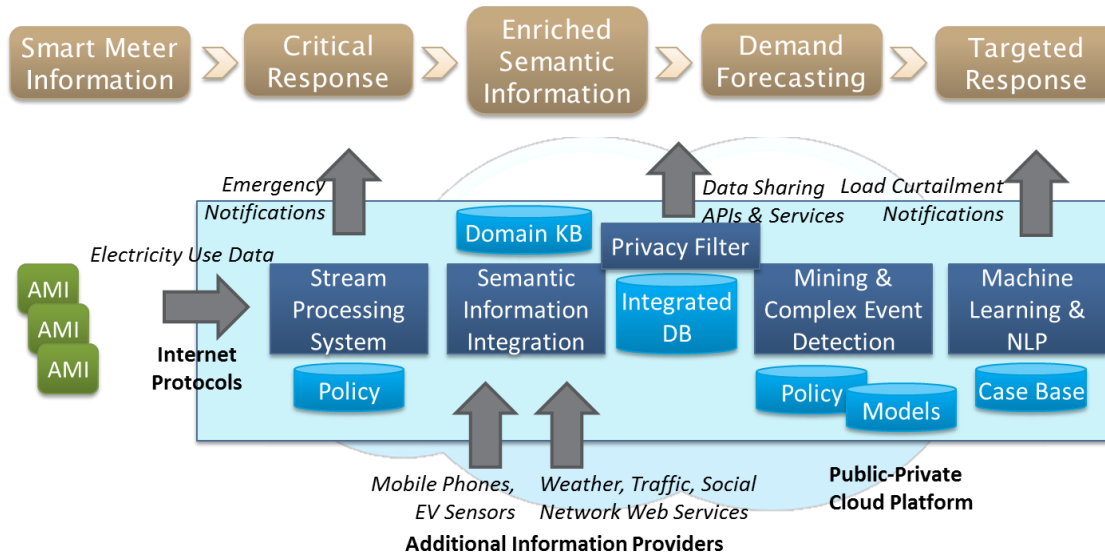 Smart Meter
Information
Critical
Response
Enriched
Semantic
Information
Demand
Forecasting
Targeted
Response
Emergency
Notifications
Data Sharing
APIs & Services
Load Curtailment
Notifications
Domain KB
Privacy Filter
Electricity Use Data
AMI
AMI
AMI
Internet
Protocols
Stream
Processing
System
Semantic
Information
Integration
Integrated
DB
Mining &
Complex Event
Detection
Machine
Learning &
NLP
Policy
Policy
Models
Case Base
Mobile Phones,
EV Sensors
Weather, Traffic, Social
Network Web Services
Public-Private
Cloud Platform
Additional Information Providers